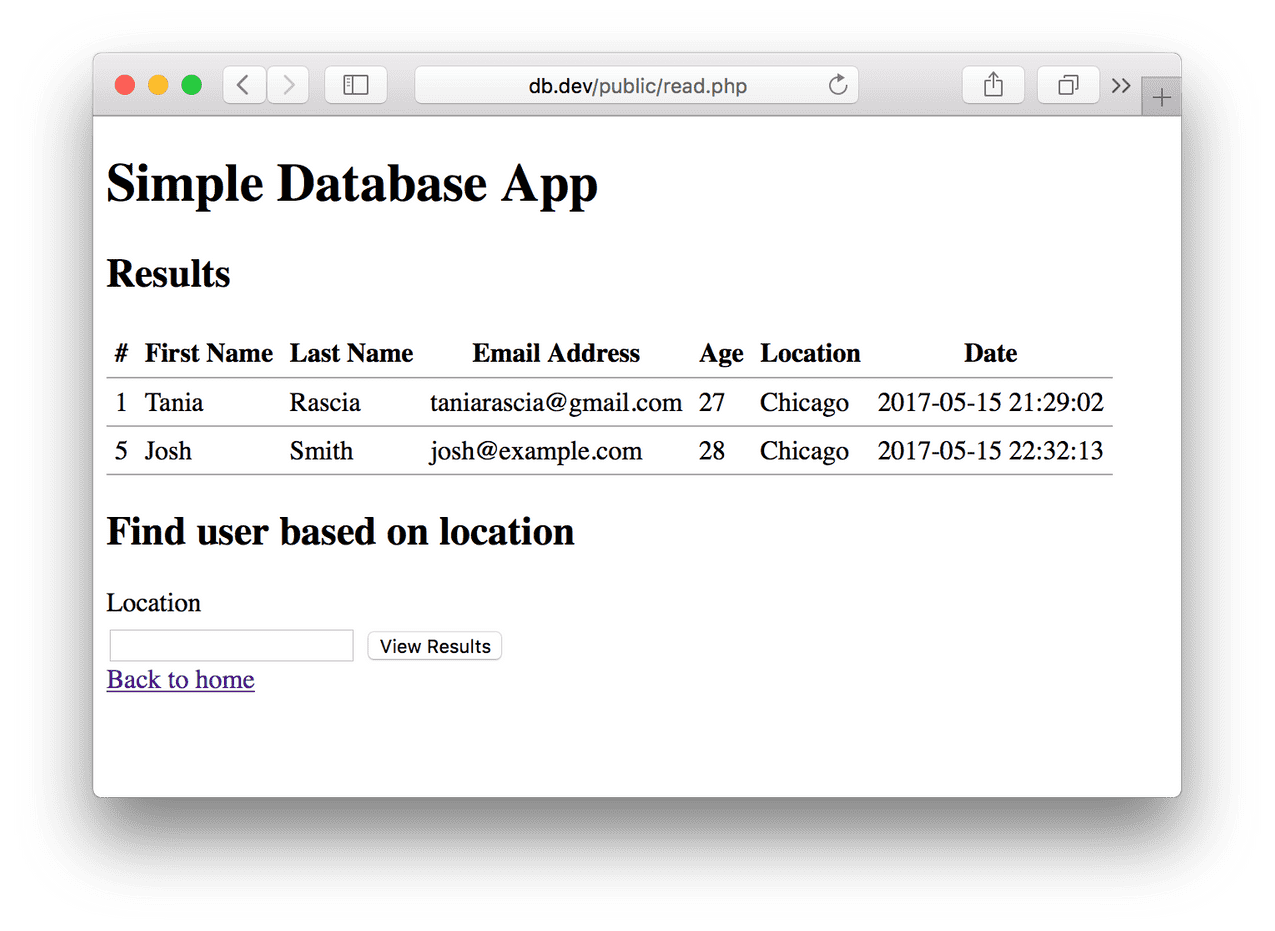 db.dev/public/read.php
Simple Database App
Results
# First Name Last Name Email Address Age Location Date
1 Tania Rascia taniarascia@gmail.com 27 Chicago 2017-05-15 21:29:02
5 Josh Smith josh@example.com 28 Chicago 2017-05-15 22:32:13
Find user based on location
Location
View Results
Back to home